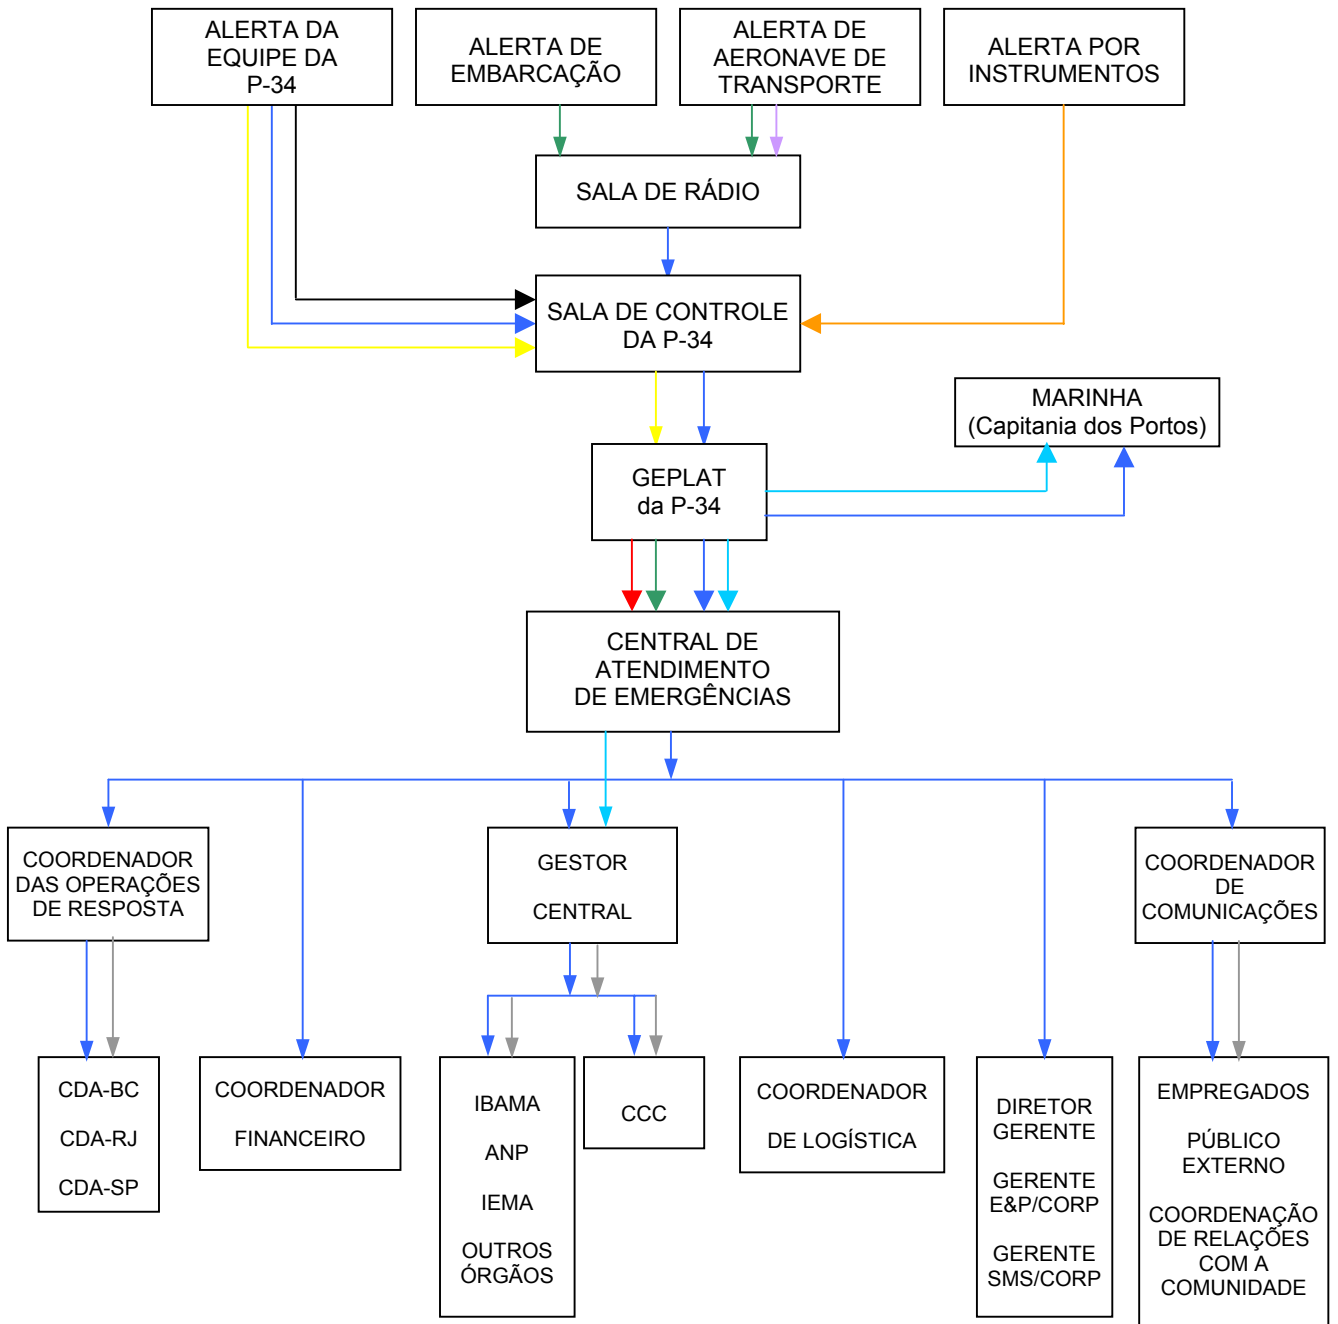 ALERTA DA
EQUIPE DA
P-34
ALERTA DE
EMBARCAÇÃO
ALERTA DE
AERONAVE DE
TRANSPORTE
ALERTA POR
INSTRUMENTOS
SALA DE RÁDIO
SALA DE CONTROLE
DA P-34
MARINHA
(Capitania dos Portos)
GEPLAT
da P-34
CENTRAL DE
ATENDIMENTO
DE EMERGÊNCIAS
COORDENADOR
DAS OPERAÇÕES
DE RESPOSTA
GESTOR
CENTRAL
COORDENADOR
DE
COMUNICAÇÕES
CDA-BC
CDA-RJ
CDA-SP
COORDENADOR
FINANCEIRO
IBAMA
ANP
IEMA
OUTROS
ÓRGÃOS
CCC
COORDENADOR
DE LOGÍSTICA
DIRETOR
GERENTE
GERENTE
E&P/CORP
GERENTE
SMS/CORP
EMPREGADOS
PÚBLICO
EXTERNO
COORDENAÇÃO
DE RELAÇÕES
COM A
COMUNIDADE